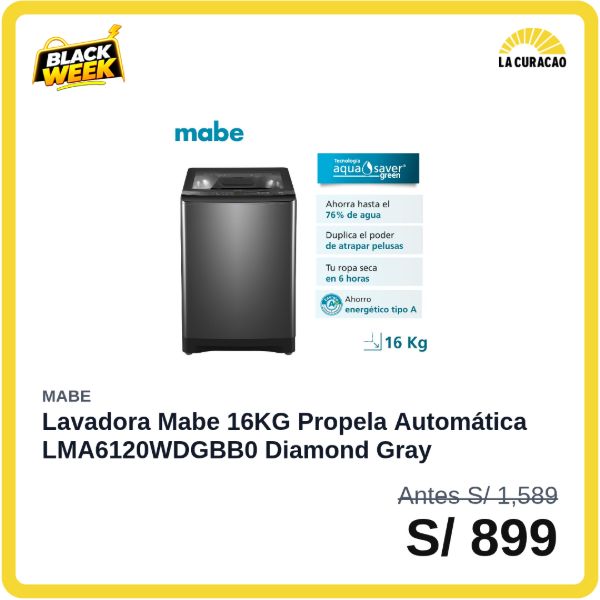 BLACK
WEEK
LA CURACAO
mabe
Tecnología
aqua saver®
green
Ahorra hasta el
76% de agua
Duplica el poder
de atrapar pelusas
Tu ropa seca
en 6 horas
Ahorro
energético tipo A
16 Kg
MABE
Lavadora Mabe 16KG Propela Automática
LMA6120WDGBB0 Diamond Gray
Antes S/ 1,589
S/ 899